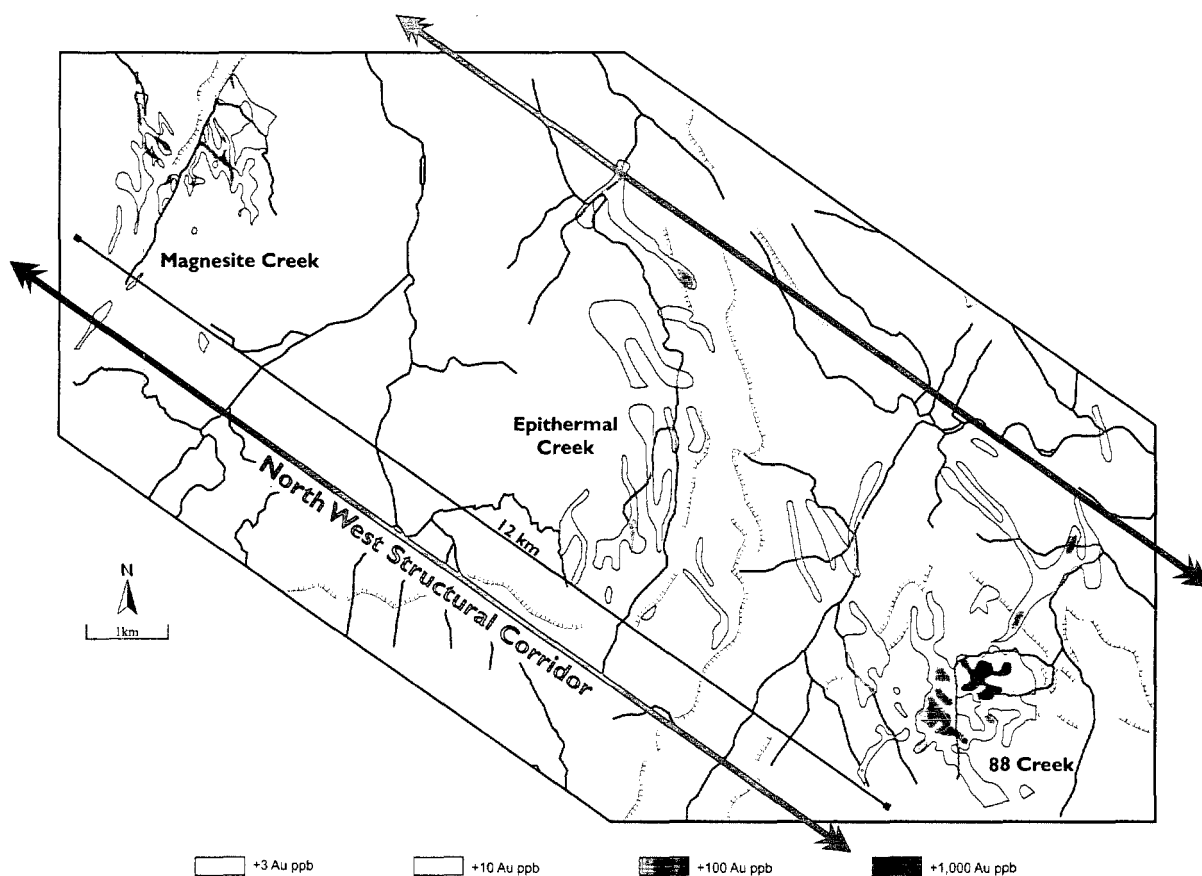 Magnesite Creek
Epithermal
Creek
12 km
North West Structural Corridor
N
1km
88 Creek
+3 Au ppb
+10 Au ppb
+100 Au ppb
+1,000 Au ppb